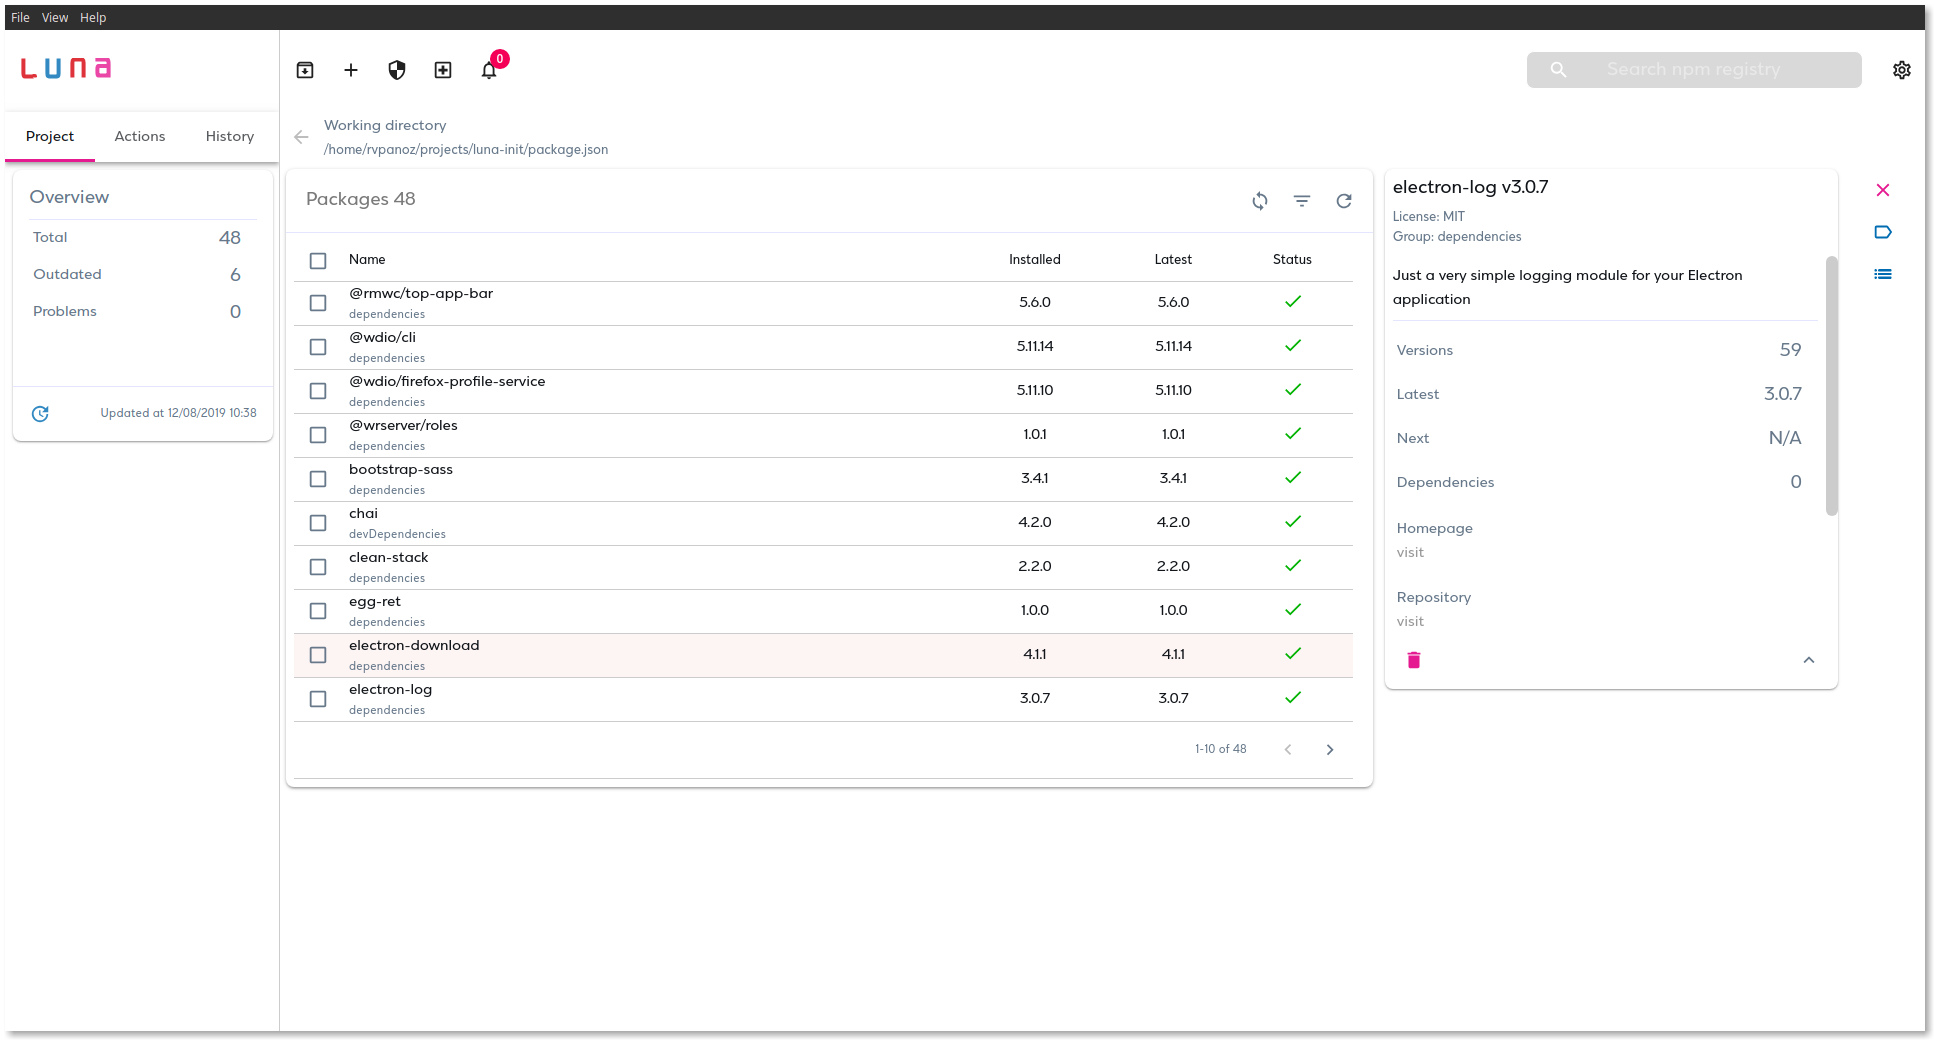 File View Help
LUNA
0
Search npm registry
Project Actions History
Working directory
/home/rvpanoz/projects/luna-init/package.json
Overview
Total 48
Outdated 6
Problems 0
Updated at 12/08/2019 10:38
Packages 48
Name Installed Latest Status
@rmwc/top-app-bar
dependencies
5.6.0 5.6.0
@wdio/cli
dependencies
5.11.14 5.11.14
@wdio/firefox-profile-service
dependencies
5.11.10 5.11.10
@wrserver/roles
dependencies
1.0.1 1.0.1
bootstrap-sass
dependencies
3.4.1 3.4.1
chai
devDependencies
4.2.0 4.2.0
clean-stack
dependencies
2.2.0 2.2.0
egg-ret
dependencies
1.0.0 1.0.0
electron-download
dependencies
4.1.1 4.1.1
electron-log
dependencies
3.0.7 3.0.7
1-10 of 48
electron-log v3.0.7
License: MIT
Group: dependencies
Just a very simple logging module for your Electron
application
Versions 59
Latest 3.0.7
Next N/A
Dependencies 0
Homepage
visit
Repository
visit